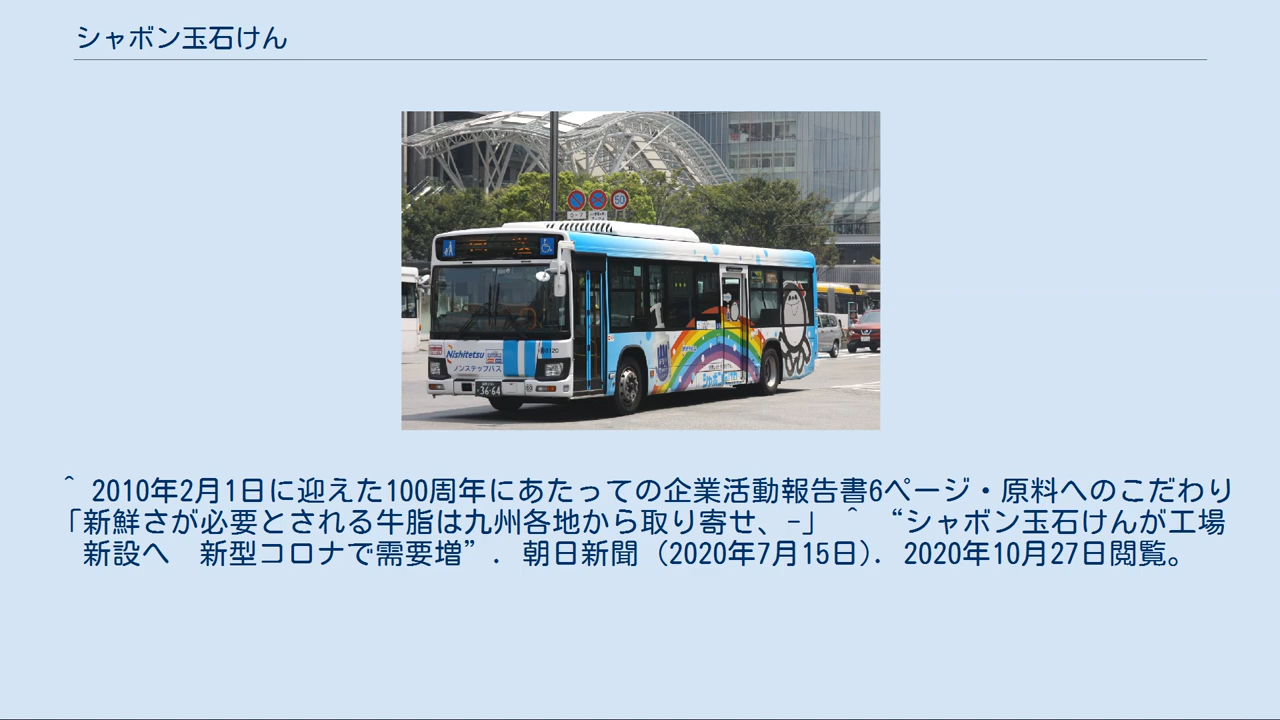 シャボン玉石けん
50
回送
Nishitetsu
ノンステップバス
36-64
^ 2010年2月1日に迎えた100周年にあたっての企業活動報告書6ページ・原料へのこだわり
「新鮮さが必要とされる牛脂は九州各地から取り寄せ、-」 ^ “シャボン玉石けんが工場
新設へ 新型コロナで需要増”. 朝日新聞 (2020年7月15日). 2020年10月27日閲覧。